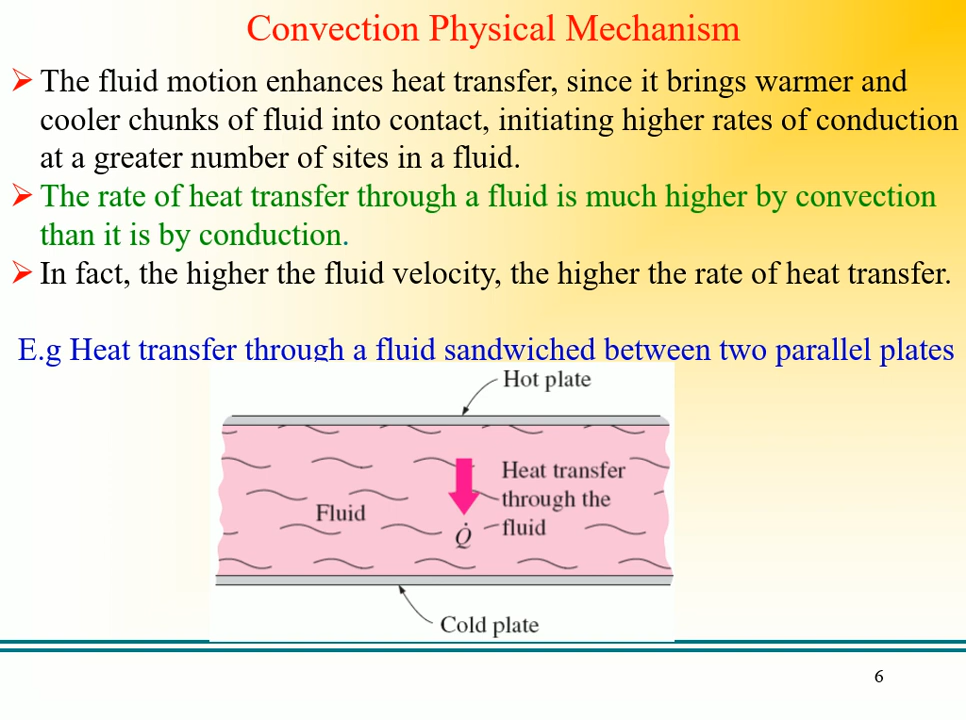 Convection Physical Mechanism
The fluid motion enhances heat transfer, since it brings warmer and
cooler chunks of fluid into contact, initiating higher rates of conduction
at a greater number of sites in a fluid.
The rate of heat transfer through a fluid is much higher by convection
than it is by conduction.
In fact, the higher the fluid velocity, the higher the rate of heat transfer.
E.g Heat transfer through a fluid sandwiched between two parallel plates
Hot plate
Heat transfer
through the
fluid
Fluid
Q̇
Cold plate
6